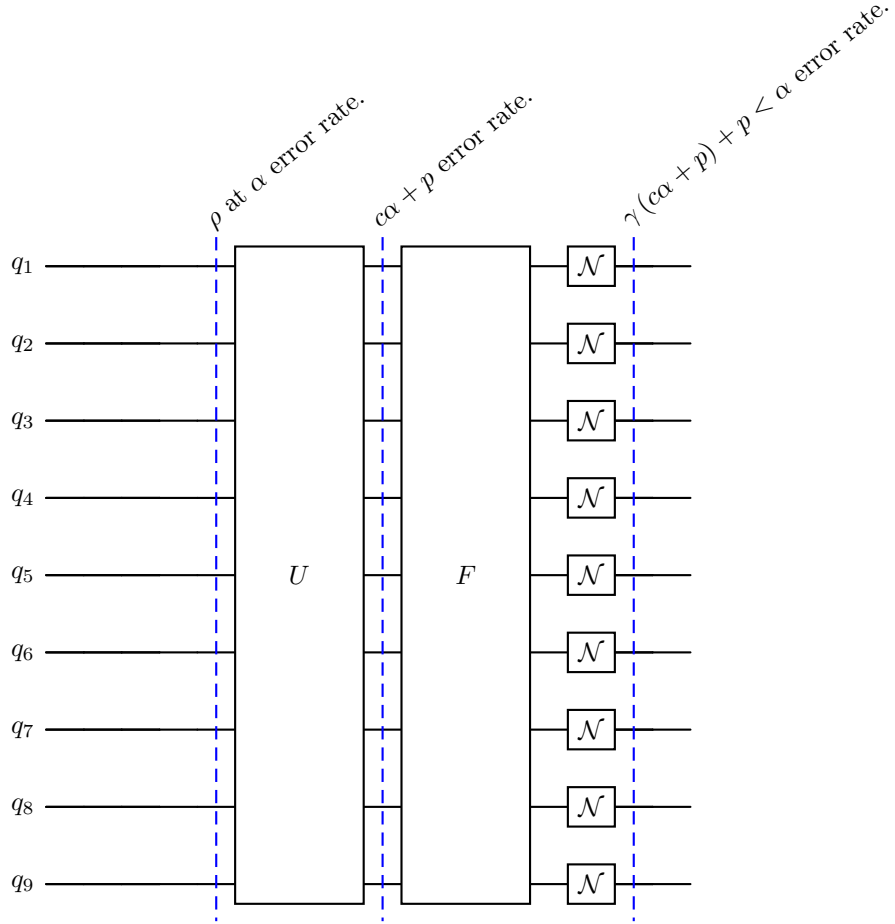 ρ at α error rate.
cα + p error rate.
γ (cα + p) + p < α error rate.
q₁ 𝒩
q₂ 𝒩
q₃ 𝒩
q₄ 𝒩
q₅ U F 𝒩
q₆ 𝒩
q₇ 𝒩
q₈ 𝒩
q₉ 𝒩